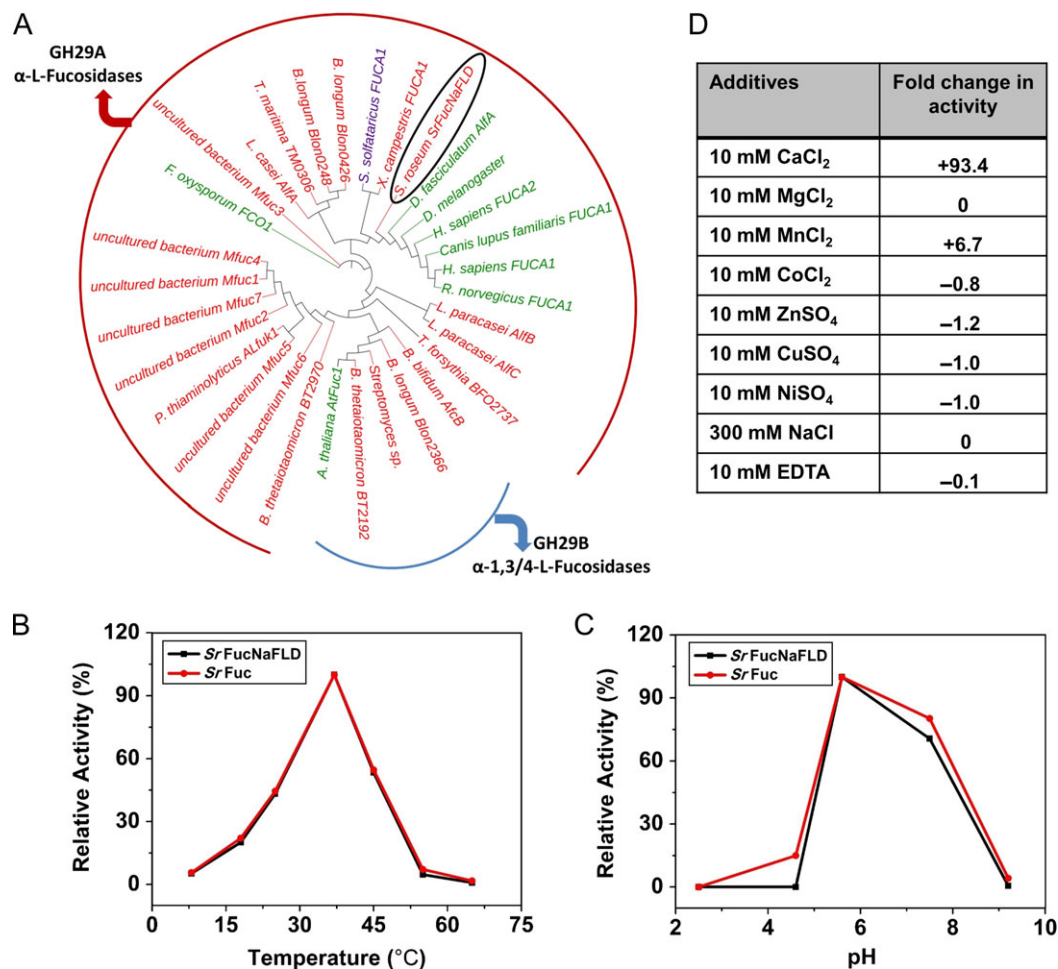 A
GH29A
α-L-Fucosidases
uncultured bacterium Mfuc3
L. casei AlfA
T. maritima TM0306
B.longum Blon0248
B. longum Blon0426
S. solfataricus FUCA1
X. campestris FUCA1
S. roseum SrFucNaFLD
D. fasciculatum AlfA
D. melanogaster
H. sapiens FUCA2
Canis lupus familiaris FUCA1
H. sapiens FUCA1
R. norvegicus FUCA1
L. paracasei AlfB
L. paracasei AlfC
T. forsythia BFO2737
B. bifidum AfcB
B. longum Blon2366
Streptomyces sp.
B. thetaiotaomicron BT2192
A. thaliana AtFuc1
B. thetaiotaomicron BT2970
uncultured bacterium Mfuc6
uncultured bacterium Mfuc5
P. thiaminolyticus ALfuk1
uncultured bacterium Mfuc2
uncultured bacterium Mfuc7
uncultured bacterium Mfuc1
uncultured bacterium Mfuc4
F. oxysporum FCO1
GH29B
α-1,3/4-L-Fucosidases
D
Additives Fold change in activity
10 mM CaCl₂ +93.4
10 mM MgCl₂ 0
10 mM MnCl₂ +6.7
10 mM CoCl₂ –0.8
10 mM ZnSO₄ –1.2
10 mM CuSO₄ –1.0
10 mM NiSO₄ –1.0
300 mM NaCl 0
10 mM EDTA –0.1
B
Relative Activity (%)
120
90
60
30
0
SrFucNaFLD
SrFuc
0 15 30 45 60 75
Temperature (°C)
C
Relative Activity (%)
120
90
60
30
0
SrFucNaFLD
SrFuc
2 4 6 8 10
pH